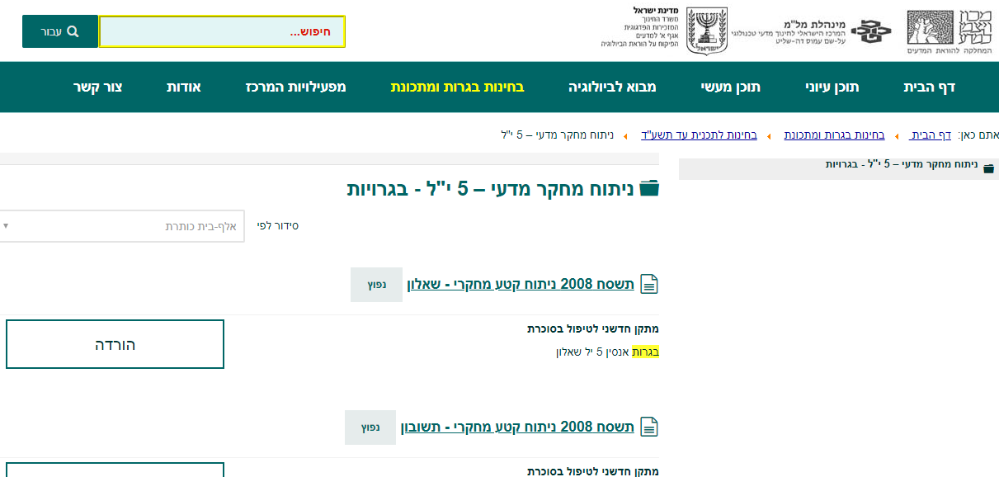 מכון ויצמן למדע
המחלקה להוראת המדעים
מינהלת מל"מ
המרכז הישראלי לחינוך מדעי טכנולוגי
על-שם עמוס דה-שליט
מדינת ישראל
משרד החינוך
המזכירות הפדגוגית
אגף א' למדעים
הפיקוח על הוראת הביולוגיה
ישראל
חיפוש...
עבור
דף הבית
תוכן עיוני
תוכן מעשי
מבוא לביולוגיה
בחינות בגרות ומתכונת
מפעילויות המרכז
אודות
צור קשר
אתם כאן: דף הבית בחינות בגרות ומתכונת בחינות לתכנית עד תשע"ד ניתוח מחקר מדעי – 5 י"ל
ניתוח מחקר מדעי – 5 י"ל - בגרויות
ניתוח מחקר מדעי – 5 י"ל - בגרויות
סידור לפי
אלף-בית כותרת
תשסח 2008 ניתוח קטע מחקרי - שאלון
נפוץ
מתקן חדשני לטיפול בסוכרת
בגרות אנסין 5 יל שאלון
הורדה
תשסח 2008 ניתוח קטע מחקרי - תשובון
נפוץ
מתקן חדשני לטיפול בסוכרת